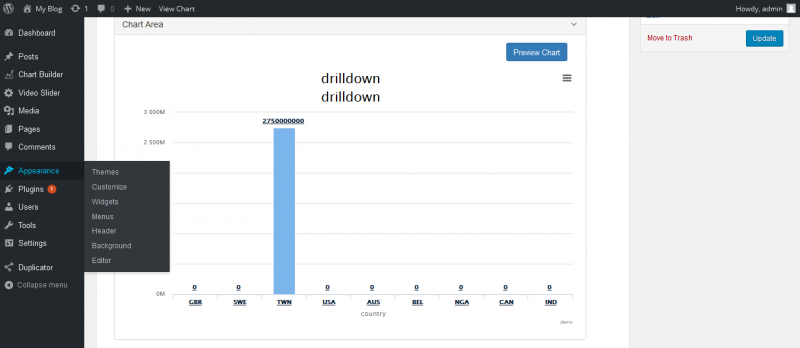 My Blog 1 0 + New View Chart Howdy, admin
Dashboard
Posts
Chart Builder
Video Slider
Media
Pages
Comments
Appearance
Plugins 1
Users
Tools
Settings
Duplicator
Collapse menu
Themes
Customize
Widgets
Menus
Header
Background
Editor
Chart Area
Preview Chart
drilldown
drilldown
3 000M
2 500M
0M
2750000000
0 0 0 0 0 0 0 0
GBR SWE TWN USA AUS BEL NGA CAN IND
country
demo
Move to Trash
Update